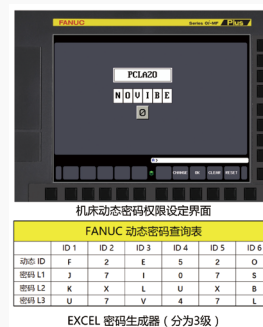 FANUC Series 0i-MF Plus
PCLAZO
N O V I B E
0
CHANGE ON CLEAR RESET
机床动态密码权限设定界面
FANUC 动态密码查询表
ID 1 ID 2 ID 3 ID 4 ID 5 ID 6
动态 ID F 2 E 5 2 O
密码 L1 J 7 I 0 7 S
密码 L2 K X L U X B
密码 L3 U 7 V 4 7 L
EXCEL 密码生成器（分为3级）